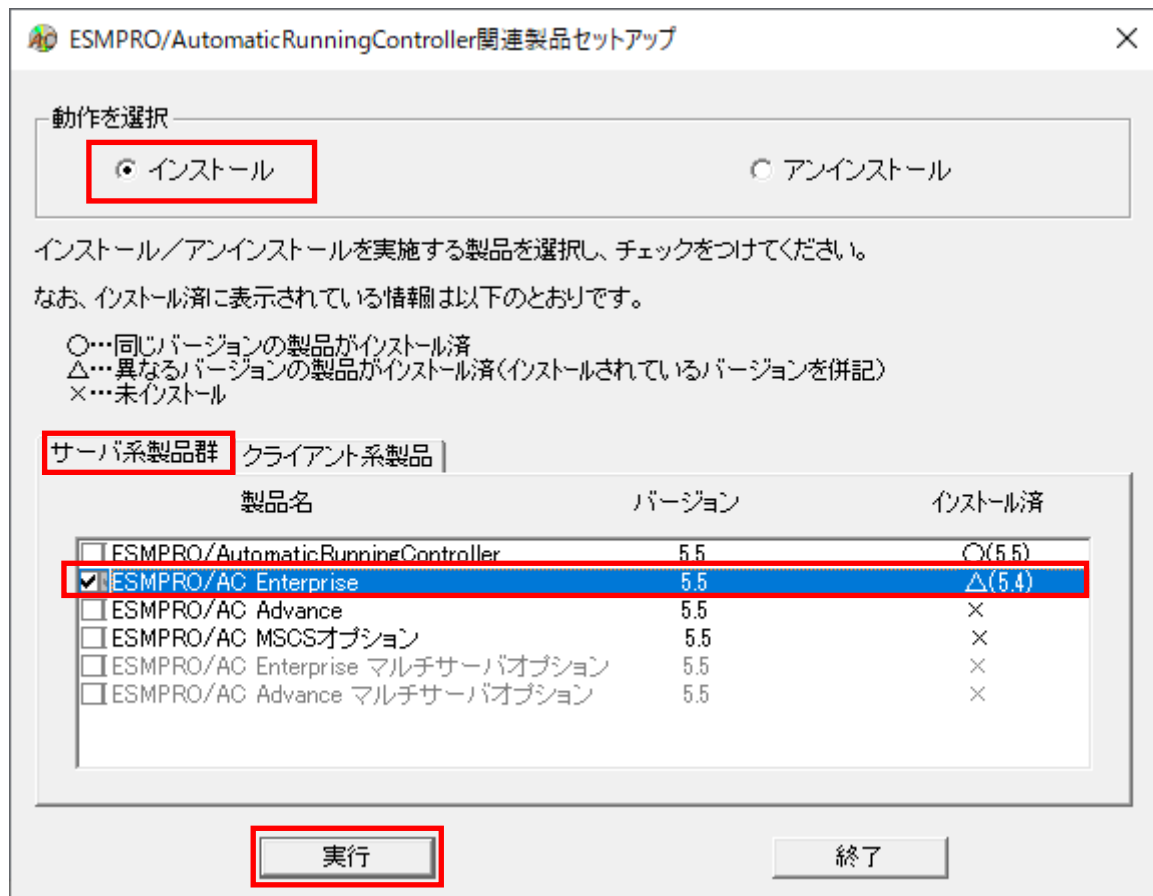 ESMPRO/AutomaticRunningController関連製品セットアップ
動作を選択
インストール アンインストール
インストール／アンインストールを実施する製品を選択し、チェックをつけてください。
なお、インストール済に表示されている情報は以下のとおりです。
○…同じバージョンの製品がインストール済
△…異なるバージョンの製品がインストール済(インストールされているバージョンを併記)
×…未インストール
サーバ系製品群 クライアント系製品
製品名 バージョン インストール済
ESMPRO/AutomaticRunningController 5.5 ○(5.5)
ESMPRO/AC Enterprise 5.5 △(5.4)
ESMPRO/AC Advance 5.5 ×
ESMPRO/AC MSCSオプション 5.5 ×
ESMPRO/AC Enterprise マルチサーバオプション 5.5 ×
ESMPRO/AC Advance マルチサーバオプション 5.5 ×
実行 終了